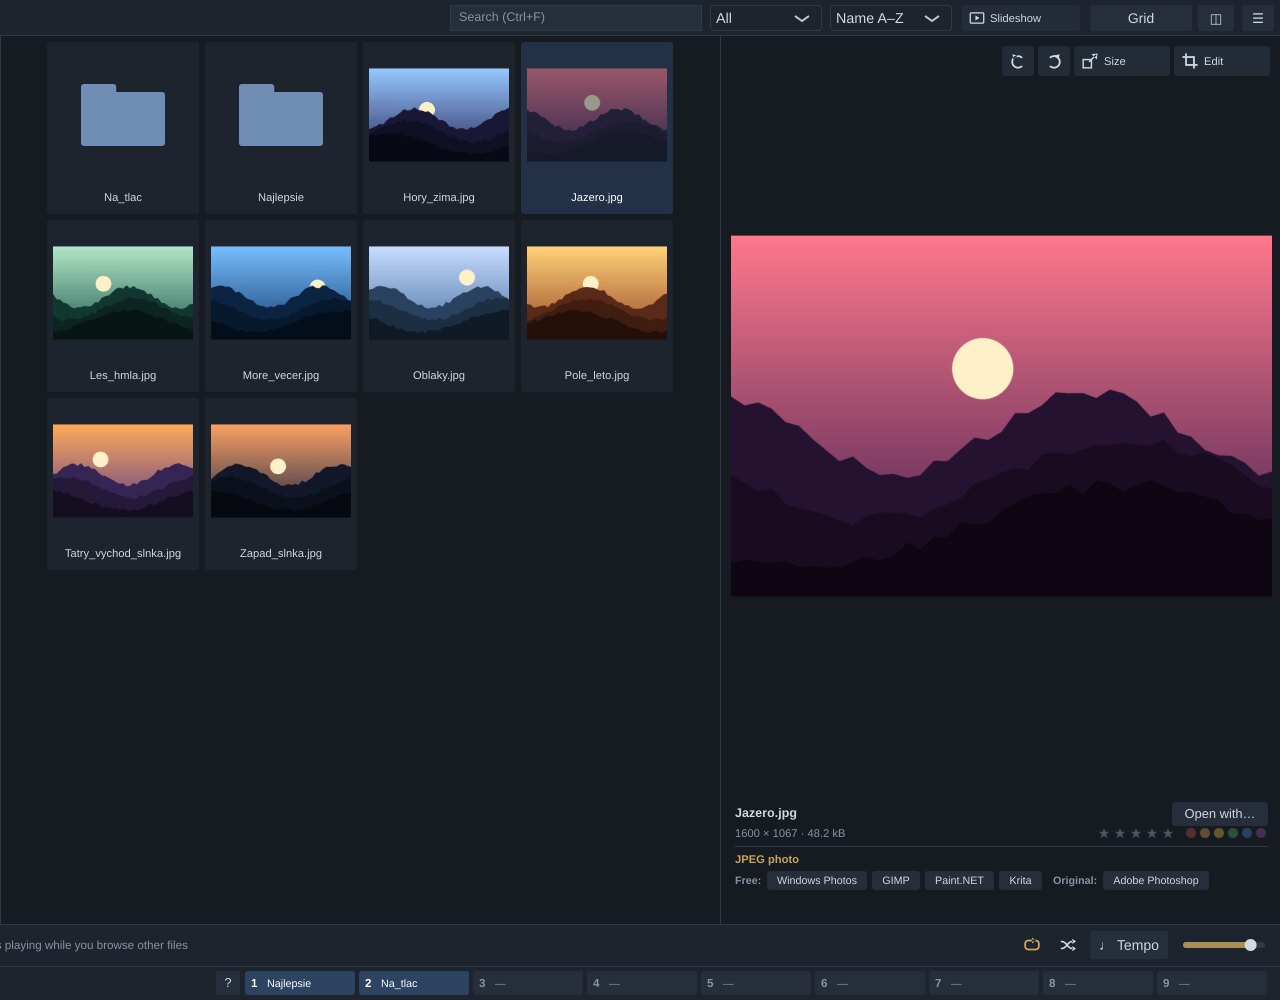 Search (Ctrl+F)
All
Name A–Z
Slideshow
Grid
Size
Edit
Na_tlac
Najlepsie
Hory_zima.jpg
Jazero.jpg
Les_hmla.jpg
More_vecer.jpg
Oblaky.jpg
Pole_leto.jpg
Tatry_vychod_slnka.jpg
Zapad_slnka.jpg
Jazero.jpg
Open with…
1600 × 1067 · 48.2 kB
JPEG photo
Free: Windows Photos GIMP Paint.NET Krita Original: Adobe Photoshop
playing while you browse other files
Tempo
? 1 Najlepsie 2 Na_tlac 3 — 4 — 5 — 6 — 7 — 8 — 9 —